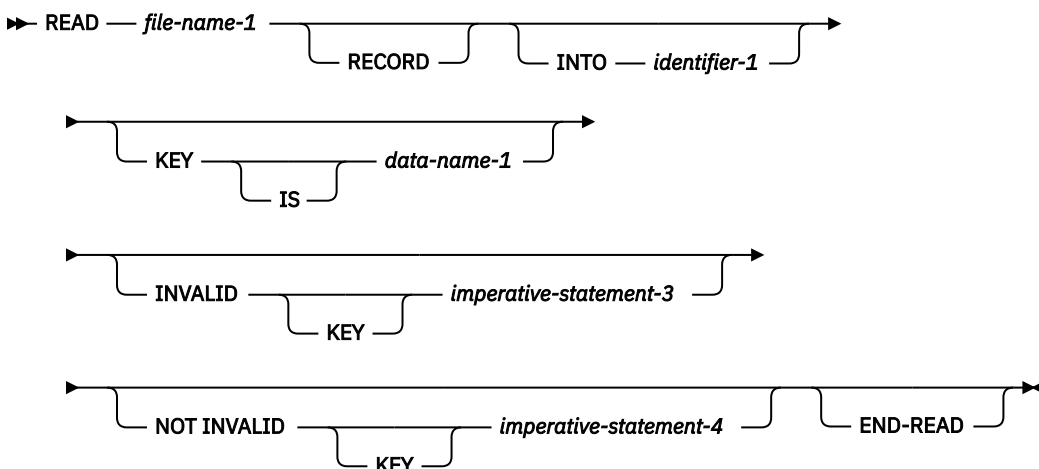 READ file-name-1
RECORD INTO identifier-1
KEY data-name-1
IS
INVALID imperative-statement-3
KEY
NOT INVALID imperative-statement-4 END-READ
KEY